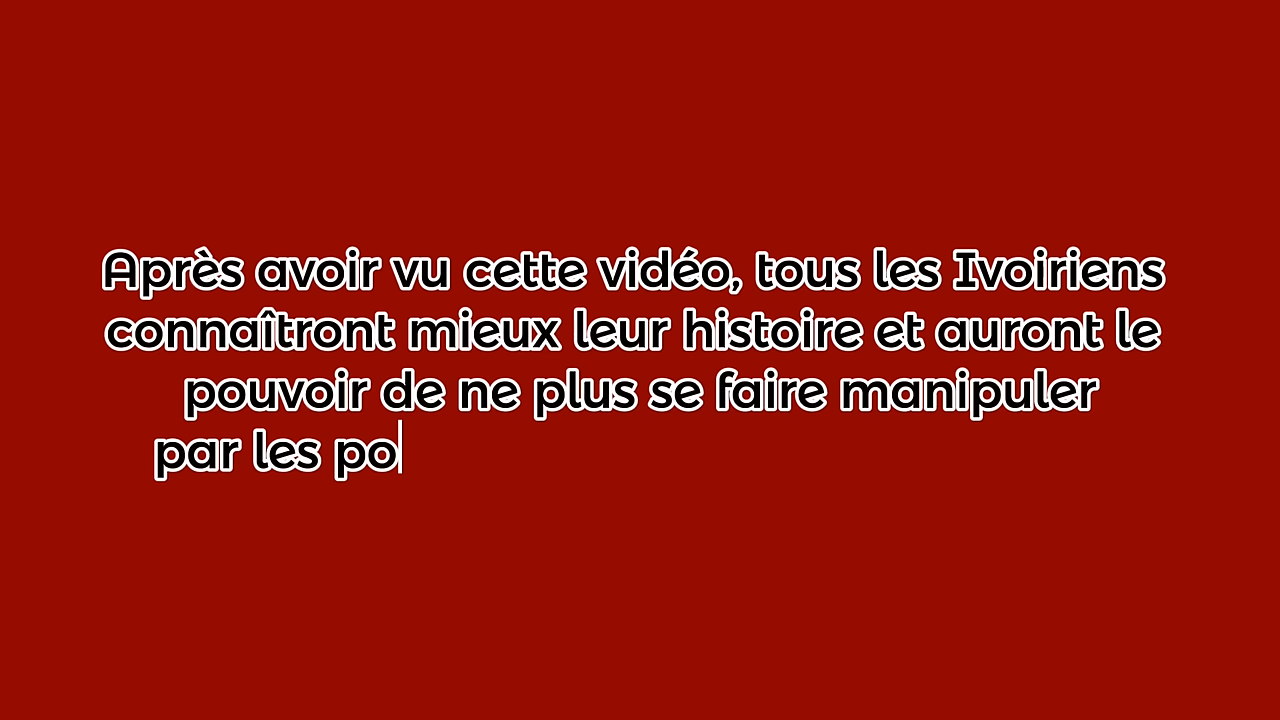 Après avoir vu cette vidéo, tous les Ivoiriens
connaîtront mieux leur histoire et auront le
pouvoir de ne plus se faire manipuler
par les po